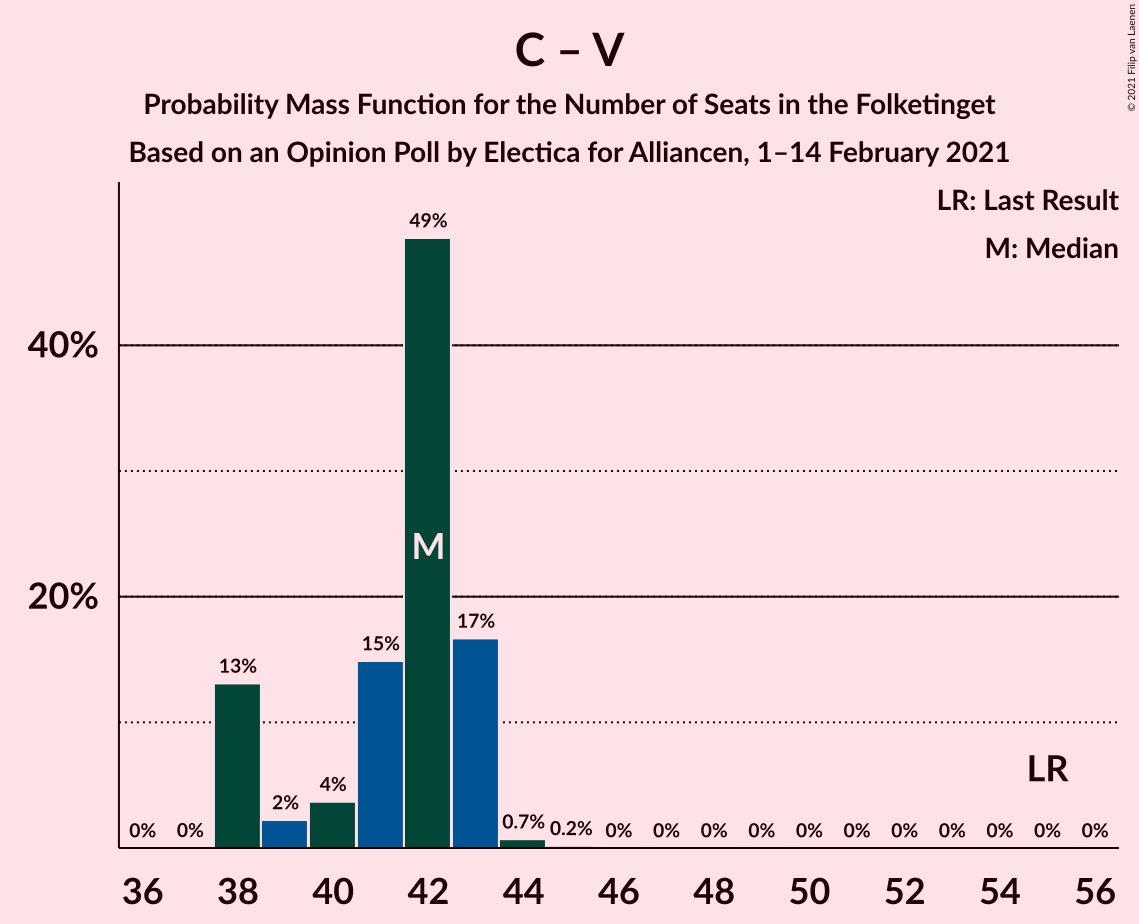 C – V
Probability Mass Function for the Number of Seats in the Folketinget
Based on an Opinion Poll by Electica for Alliancen, 1–14 February 2021
© 2021 Filip van Laenen
LR: Last Result
M: Median
49%
40%
M
20%
17%
15%
13%
LR
4%
2%
0% 0% 0.7% 0.2% 0% 0% 0% 0% 0% 0% 0% 0% 0% 0% 0%
36 38 40 42 44 46 48 50 52 54 56